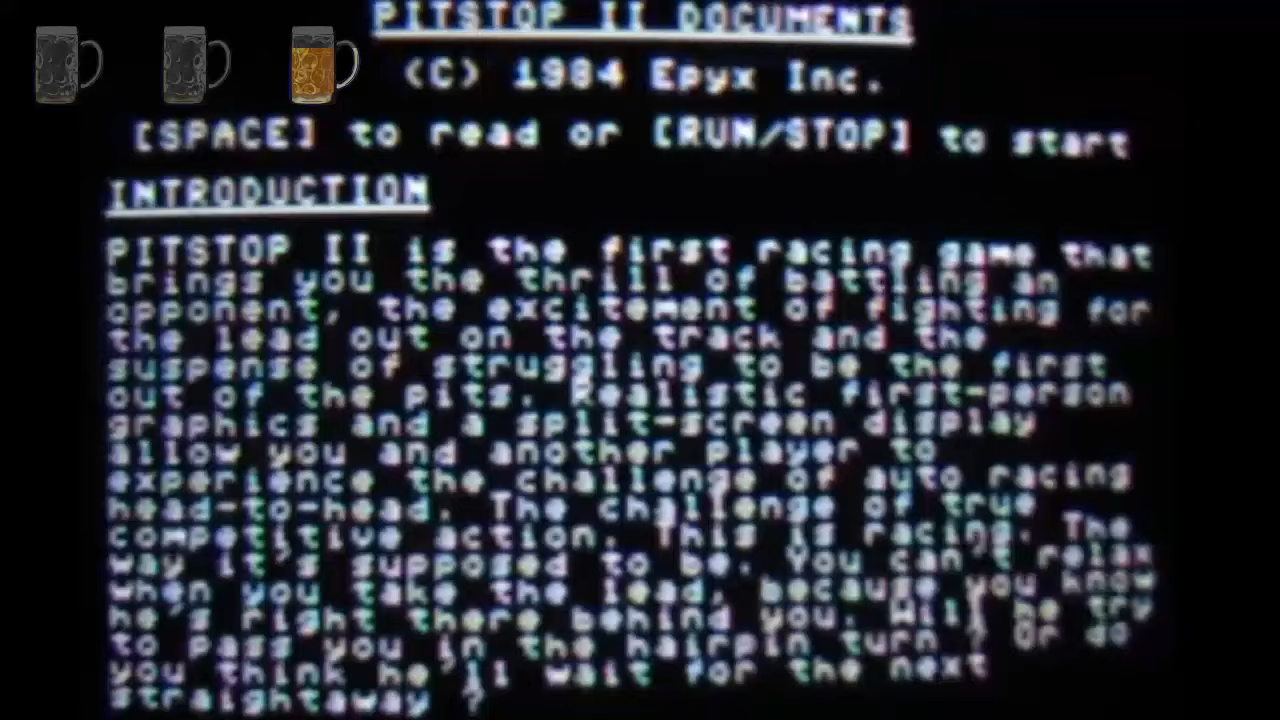 PITSTOP II DOCUMENTS
(C) 1984 Epyx Inc.
[SPACE] to read or [RUN/STOP] to start
INTRODUCTION
PITSTOP II is the first racing game that
brings you the thrill of battling an
opponent, the excitement of fighting for
the lead out on the track and the
suspense of struggling to be the first
out of the pits. Realistic first-person
graphics and a split-screen display
allow you and another player to
experience the challenge of auto racing
head-to-head. The challenge of true
competitive action. This is racing. The
way it's supposed to be. You can't relax
when you take the lead, because you know
he's right there behind you. Will he try
to pass you in the hairpin turn ? Or do
you think he'll wait for the next
straightaway ?